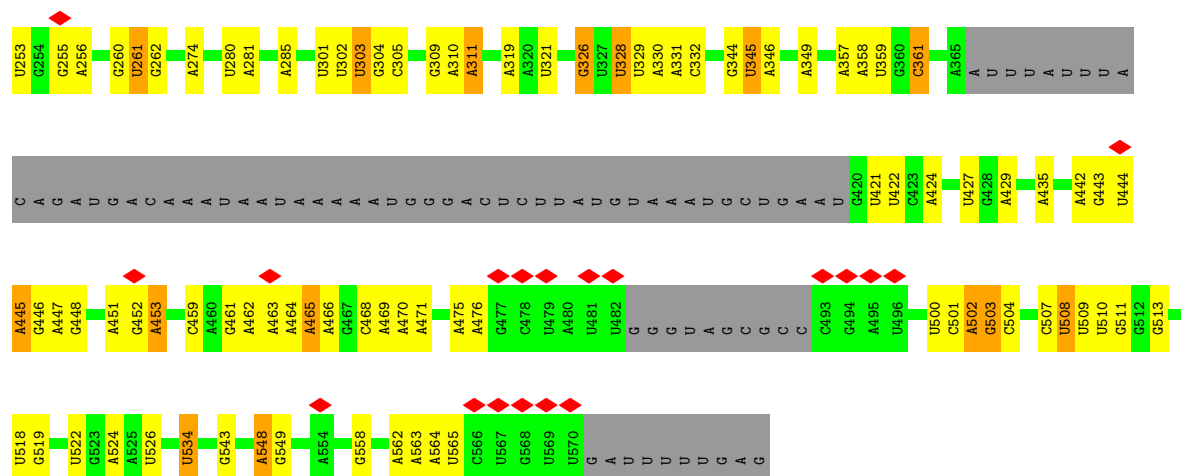 U253 G254 G255 A256 G260 U261 G262 A274 U280 A281 A285 U301 U302 U303 G304 C305 G309 A310 A311 A319 A320 U321 G326 U327 U328 U329 A330 A331 C332 G344 U345 A346 A349 A357 A358 U359 G360 C361 A365 A U U U A U U U A
C A G A U G A C A A A U A A U A A A A A U G G G A C U C U U A U G U A A A U G C U G A A U G420 U421 U422 C423 A424 U427 G428 A429 A435 A442 G443 U444
A445 G446 A447 G448 A451 G452 A453 C459 A460 G461 A462 A463 A464 A465 A466 G467 C468 A469 A470 A471 A475 A476 G477 C478 U479 A480 U481 U482 G G G U A G C G C C C493 G494 A495 U496 U500 C501 A502 G503 C504 C507 U508 U509 U510 G511 G512 G513
U518 G519 U522 G523 A524 A525 U526 U534 G543 A548 G549 A554 G558 A562 A563 A564 U565 C566 U567 G568 U569 U570 G A U U U U U G A G